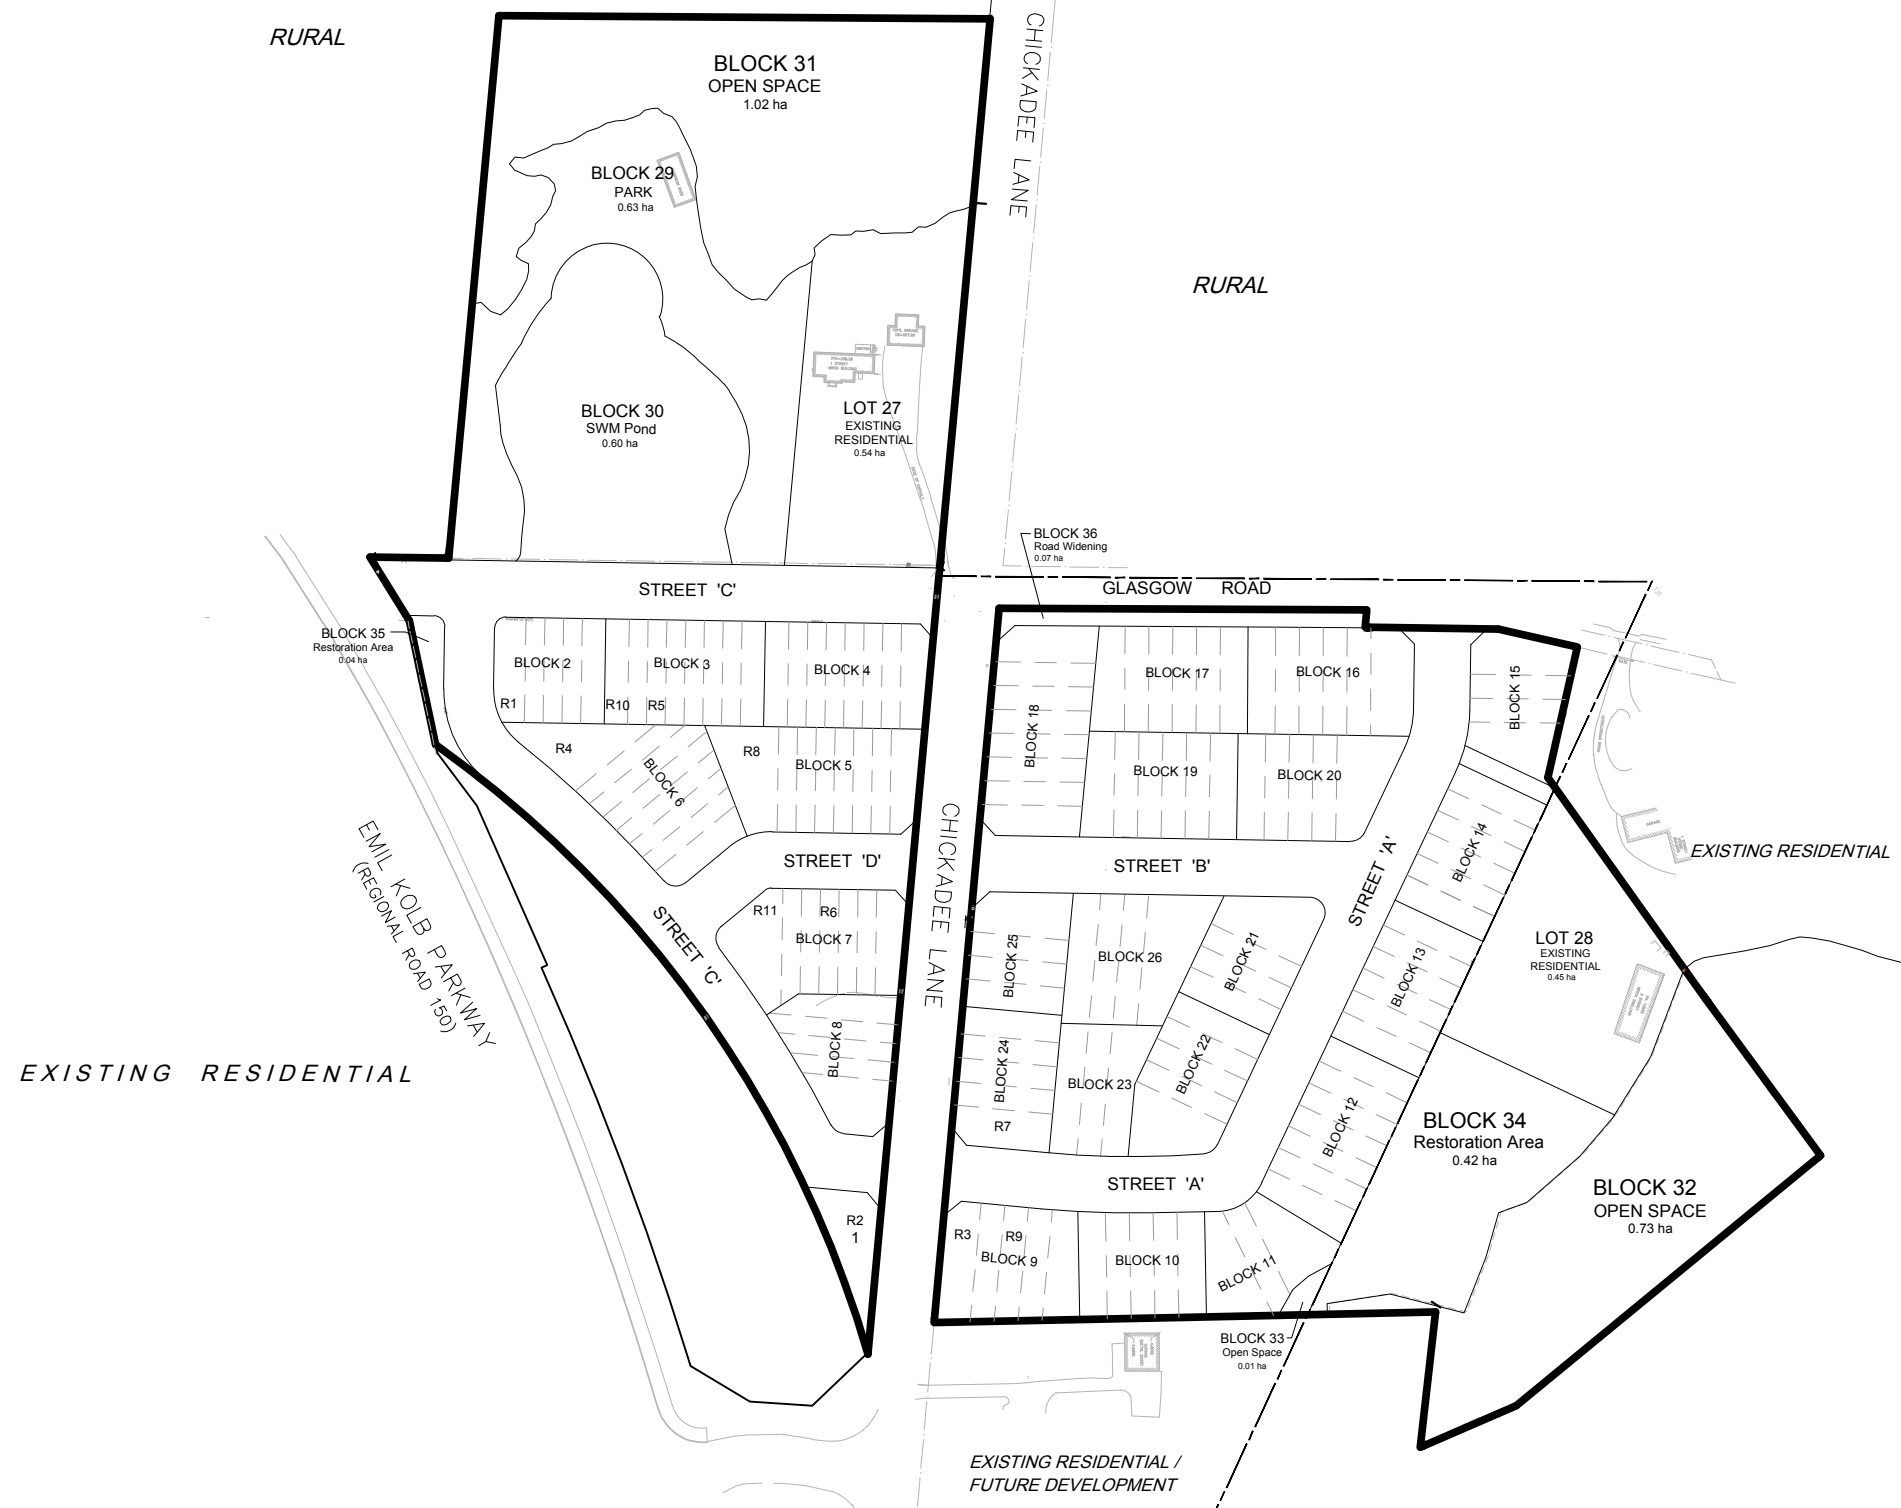 RURAL
BLOCK 31
OPEN SPACE
1.02 ha
CHICKADEE LANE
BLOCK 29
PARK
0.63 ha
RURAL
BLOCK 30
SWM Pond
0.60 ha
LOT 27
EXISTING
RESIDENTIAL
0.54 ha
BLOCK 36
Road Widening
0.07 ha
STREET 'C'
GLASGOW ROAD
BLOCK 35
Restoration Area
0.04 ha
BLOCK 2
BLOCK 3
BLOCK 4
R1
R10
R5
BLOCK 17
BLOCK 16
BLOCK 15
BLOCK 18
R4
BLOCK 6
R8
BLOCK 5
BLOCK 19
BLOCK 20
EMIL KOLB PARKWAY
(REGIONAL ROAD 150)
STREET 'D'
CHICKADEE LANE
STREET 'B'
STREET 'A'
BLOCK 14
EXISTING RESIDENTIAL
STREET 'C'
R11
R6
BLOCK 7
BLOCK 25
BLOCK 26
BLOCK 21
BLOCK 13
LOT 28
EXISTING
RESIDENTIAL
0.45 ha
BLOCK 8
BLOCK 24
BLOCK 23
BLOCK 22
R7
BLOCK 12
EXISTING RESIDENTIAL
BLOCK 34
Restoration Area
0.42 ha
STREET 'A'
BLOCK 32
OPEN SPACE
0.73 ha
R2
1
R3
R9
BLOCK 9
BLOCK 10
BLOCK 11
BLOCK 33
Open Space
0.01 ha
EXISTING RESIDENTIAL /
FUTURE DEVELOPMENT